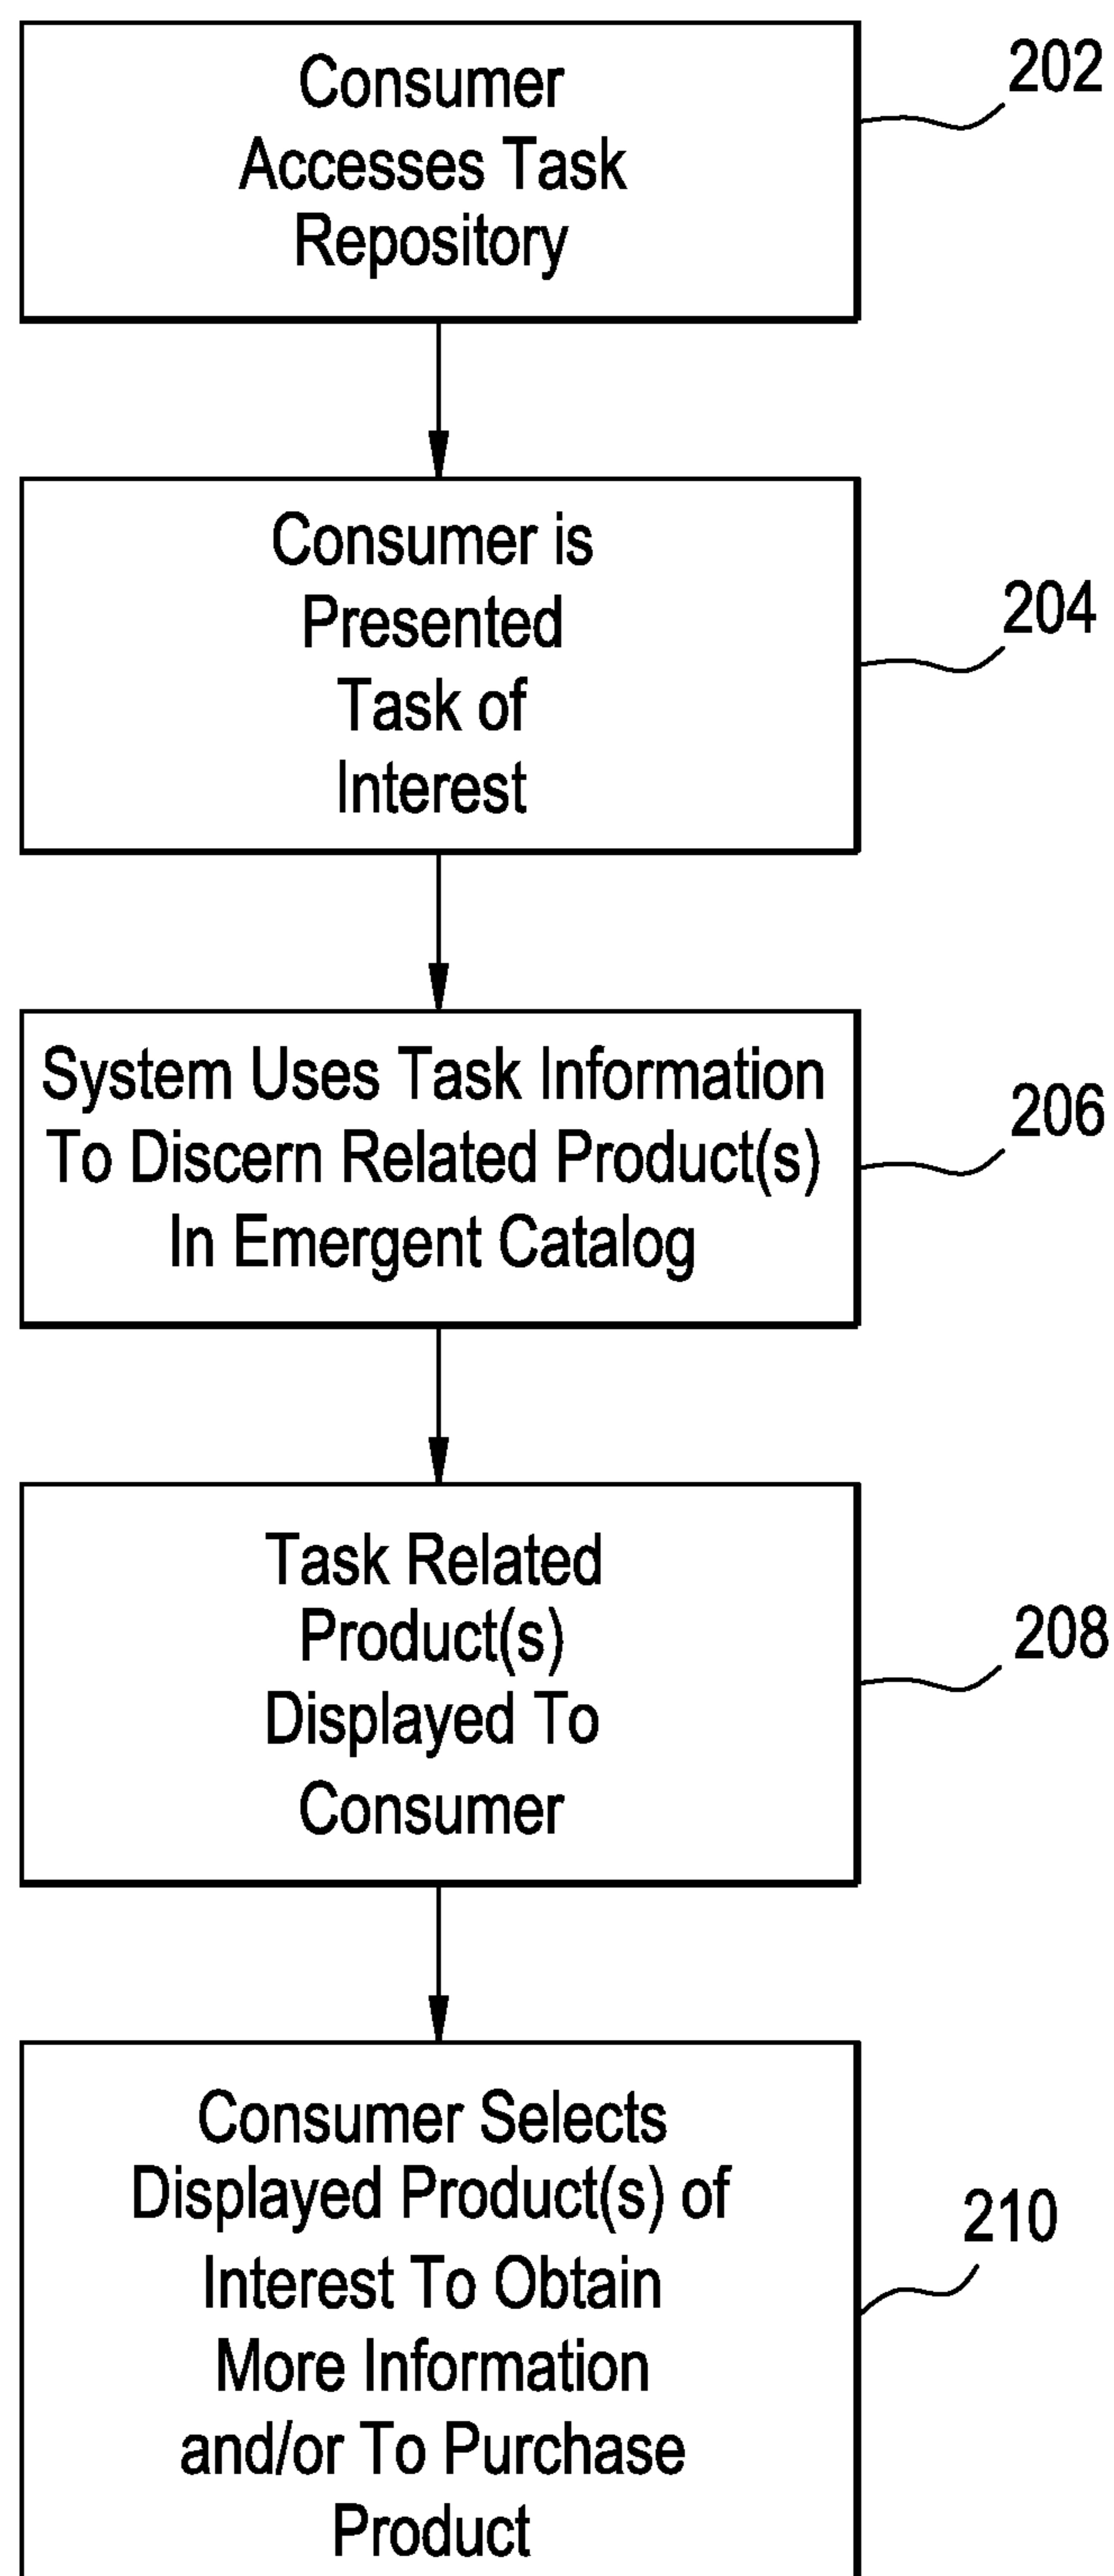 Consumer
Accesses Task
Repository
202
Consumer is
Presented
Task of
Interest
204
System Uses Task Information
To Discern Related Product(s)
In Emergent Catalog
206
Task Related
Product(s)
Displayed To
Consumer
208
Consumer Selects
Displayed Product(s) of
Interest To Obtain
More Information
and/or To Purchase
Product
210